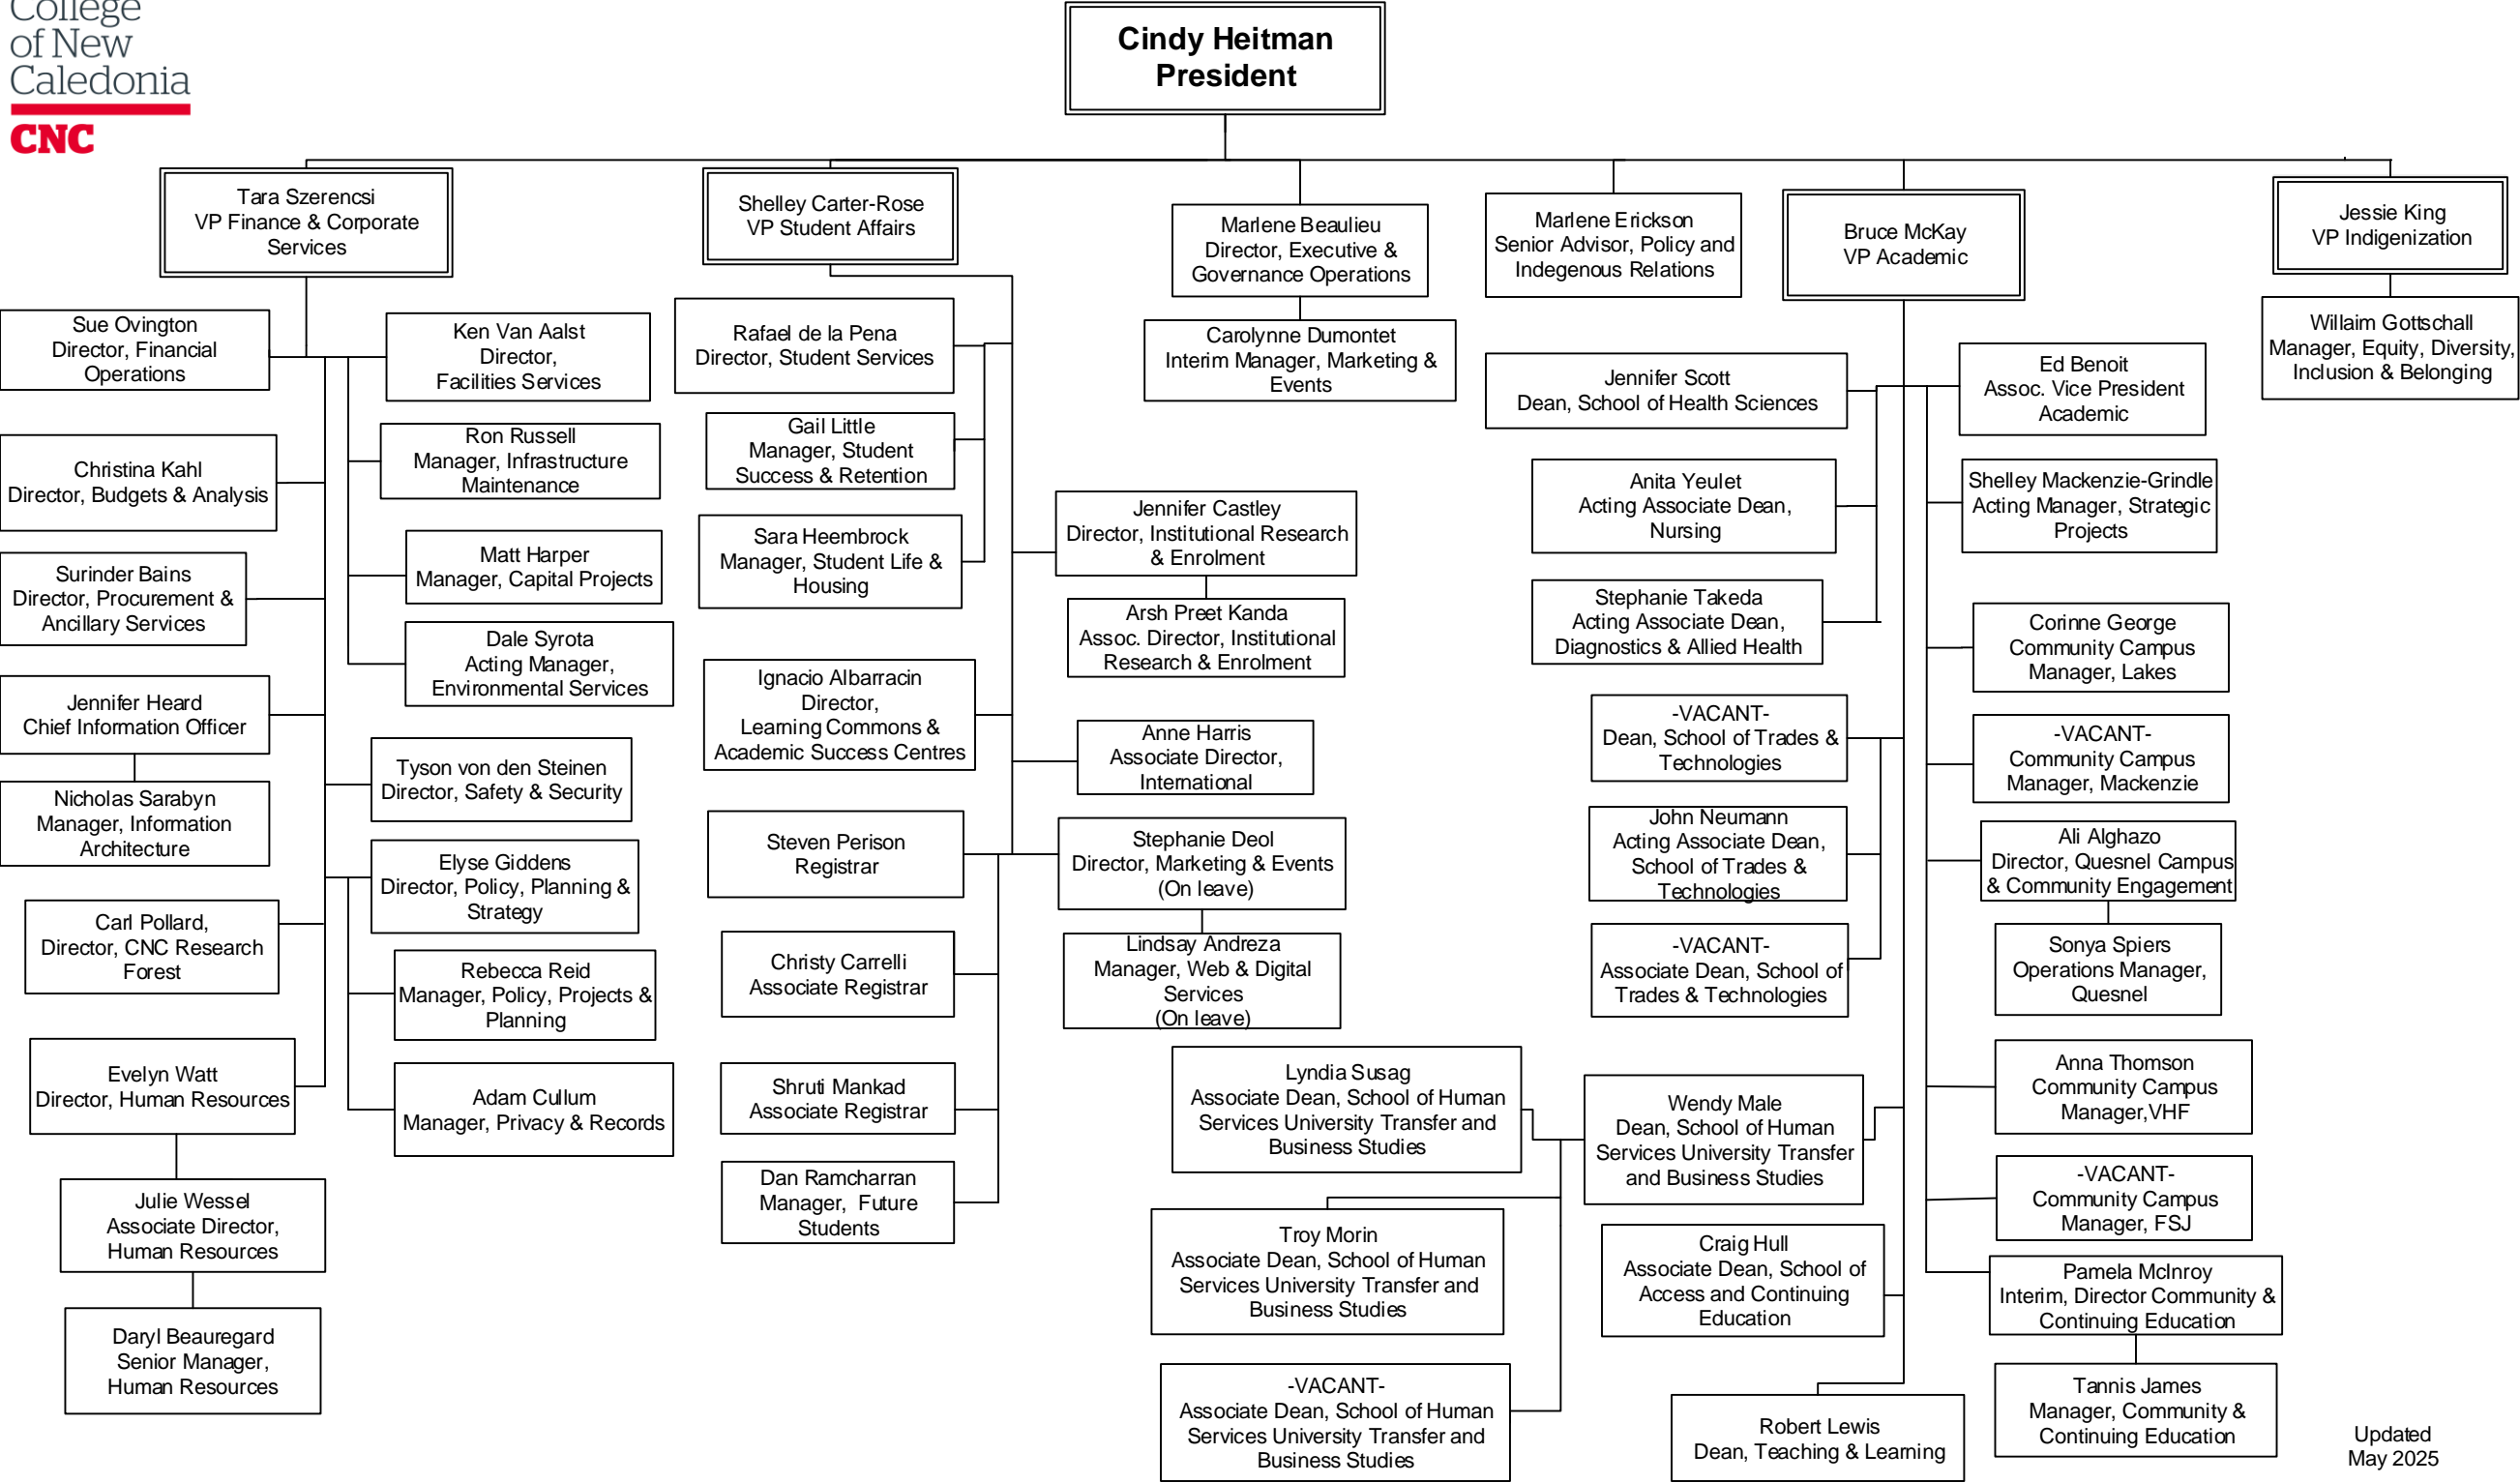 College
of New
Caledonia
CNC
Cindy Heitman
President
Tara Szerencsi
VP Finance & Corporate
Services
Shelley Carter-Rose
VP Student Affairs
Marlene Beaulieu
Director, Executive &
Governance Operations
Marlene Erickson
Senior Advisor, Policy and
Indegenous Relations
Bruce McKay
VP Academic
Jessie King
VP Indigenization
Sue Ovington
Director, Financial
Operations
Christina Kahl
Director, Budgets & Analysis
Surinder Bains
Director, Procurement &
Ancillary Services
Jennifer Heard
Chief Information Officer
Nicholas Sarabyn
Manager, Information
Architecture
Carl Pollard,
Director, CNC Research
Forest
Evelyn Watt
Director, Human Resources
Julie Wessel
Associate Director,
Human Resources
Daryl Beauregard
Senior Manager,
Human Resources
Ken Van Aalst
Director,
Facilities Services
Ron Russell
Manager, Infrastructure
Maintenance
Matt Harper
Manager, Capital Projects
Dale Syrota
Acting Manager,
Environmental Services
Tyson von den Steinen
Director, Safety & Security
Elyse Giddens
Director, Policy, Planning &
Strategy
Rebecca Reid
Manager, Policy, Projects &
Planning
Adam Cullum
Manager, Privacy & Records
Rafael de la Pena
Director, Student Services
Gail Little
Manager, Student
Success & Retention
Sara Heembrock
Manager, Student Life &
Housing
Ignacio Albarracin
Director,
Learning Commons &
Academic Success Centres
Steven Perison
Registrar
Christy Carrelli
Associate Registrar
Shruti Mankad
Associate Registrar
Dan Ramcharran
Manager, Future
Students
Carolynne Dumontet
Interim Manager, Marketing &
Events
Jennifer Castley
Director, Institutional Research
& Enrolment
Arsh Preet Kanda
Assoc. Director, Institutional
Research & Enrolment
Anne Harris
Associate Director,
International
Stephanie Deol
Director, Marketing & Events
(On leave)
Lindsay Andreza
Manager, Web & Digital
Services
(On leave)
Lyndia Susag
Associate Dean, School of Human
Services University Transfer and
Business Studies
Troy Morin
Associate Dean, School of Human
Services University Transfer and
Business Studies
-VACANT-
Associate Dean, School of Human
Services University Transfer and
Business Studies
Jennifer Scott
Dean, School of Health Sciences
Anita Yeulet
Acting Associate Dean,
Nursing
Stephanie Takeda
Acting Associate Dean,
Diagnostics & Allied Health
-VACANT-
Dean, School of Trades &
Technologies
John Neumann
Acting Associate Dean,
School of Trades &
Technologies
-VACANT-
Associate Dean, School of
Trades & Technologies
Wendy Male
Dean, School of Human
Services University Transfer
and Business Studies
Craig Hull
Associate Dean, School of
Access and Continuing
Education
Robert Lewis
Dean, Teaching & Learning
Ed Benoit
Assoc. Vice President
Academic
Shelley Mackenzie-Grindle
Acting Manager, Strategic
Projects
Corinne George
Community Campus
Manager, Lakes
-VACANT-
Community Campus
Manager, Mackenzie
Ali Alghazo
Director, Quesnel Campus
& Community Engagement
Sonya Spiers
Operations Manager,
Quesnel
Anna Thomson
Community Campus
Manager,VHF
-VACANT-
Community Campus
Manager, FSJ
Pamela McInroy
Interim, Director Community &
Continuing Education
Tannis James
Manager, Community &
Continuing Education
Willaim Gottschall
Manager, Equity, Diversity,
Inclusion & Belonging
Updated
May 2025